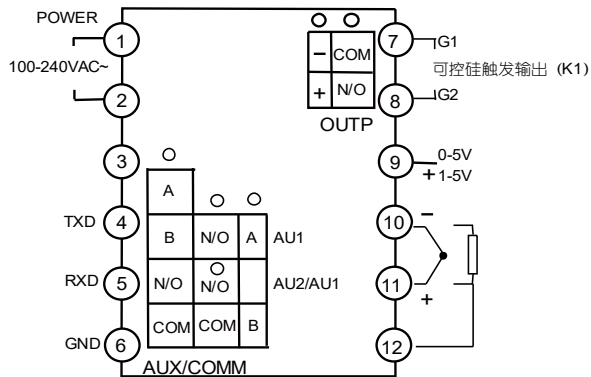 POWER
1
100-240VAC~
2
3
TXD 4
RXD 5
GND 6
− COM
+ N/O
OUTP
7 G1
可控硅触发输出 (K1)
8 G2
9 0-5V
+ 1-5V
10 −
11 +
12
A
B N/O A AU1
N/O N/O AU2/AU1
COM COM B
AUX/COMM